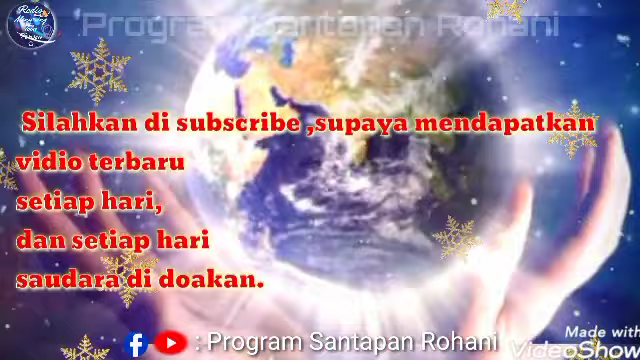 Program Santapan Rohani
Silahkan di subscribe ,supaya mendapatkan
vidio terbaru
setiap hari,
dan setiap hari
saudara di doakan.
: Program Santapan Rohani
Made with
VideoShow